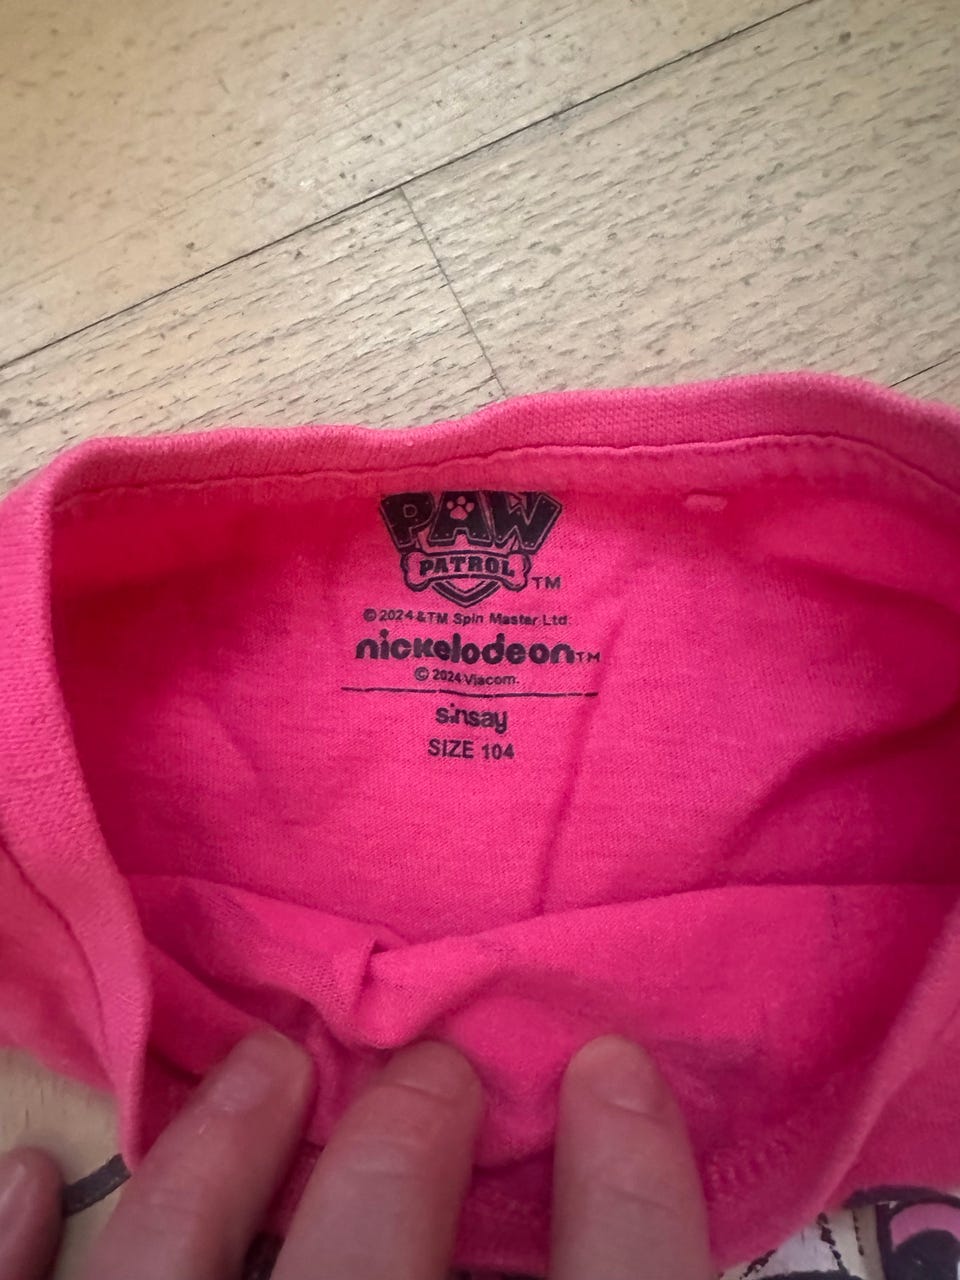 PAW
PATROL TM
© 2024 &TM Spin Master Ltd.
nickelodeon TM
© 2024 Viacom.
sinsay
SIZE 104